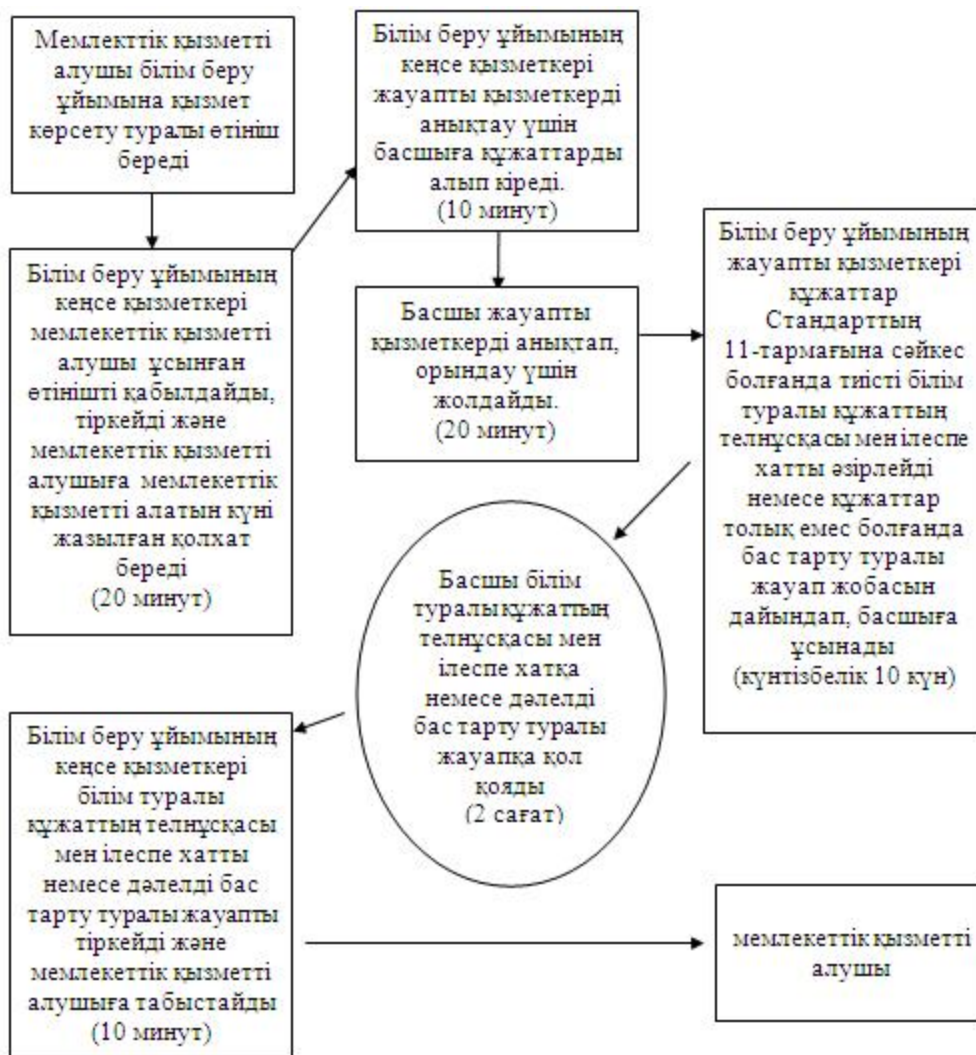 Мемлекттік қызметті
алушы білім беру
ұйымына қызмет
көрсету туралы өтініш
береді
Білім беру ұйымының
кеңсе қызметкері
мемлекеттік қызметті
алушы ұсынған
өтінішті қабылдайды,
тіркейді және
мемлекеттік қызметті
алушыға мемлекеттік
қызметті алатын күні
жазылған қолхат
береді
(20 минут)
Білім беру ұйымының
кеңсе қызметкері
жауапты қызметкерді
анықтау үшін
басшыға құжаттарды
алып кіреді.
(10 минут)
Басшы жауапты
қызметкерді анықтап,
орындау үшін
жолдайды.
(20 минут)
Білім беру ұйымының
жауапты қызметкері
құжаттар
Стандарттың
11-тармағына сәйкес
болғанда тиісті білім
туралы құжаттың
телнұсқасы мен ілеспе
хатты әзірлейді
немесе құжаттар
толық емес болғанда
бас тарту туралы
жауап жобасын
дайындап, басшыға
ұсынады
(күнтізбелік 10 күн)
Басшы білім
туралы құжаттың
телнұсқасы мен
ілеспе хатқа
немесе дәлелді
бас тарту туралы
жауапқа қол
қояды
(2 сағат)
Білім беру ұйымының
кеңсе қызметкері
білім туралы
құжаттың телнұсқасы
мен ілеспе хатты
немесе дәлелді бас
тарту туралы жауапты
тіркейді және
мемлекеттік қызметті
алушыға табыстайды
(10 минут)
мемлекеттік қызметті
алушы